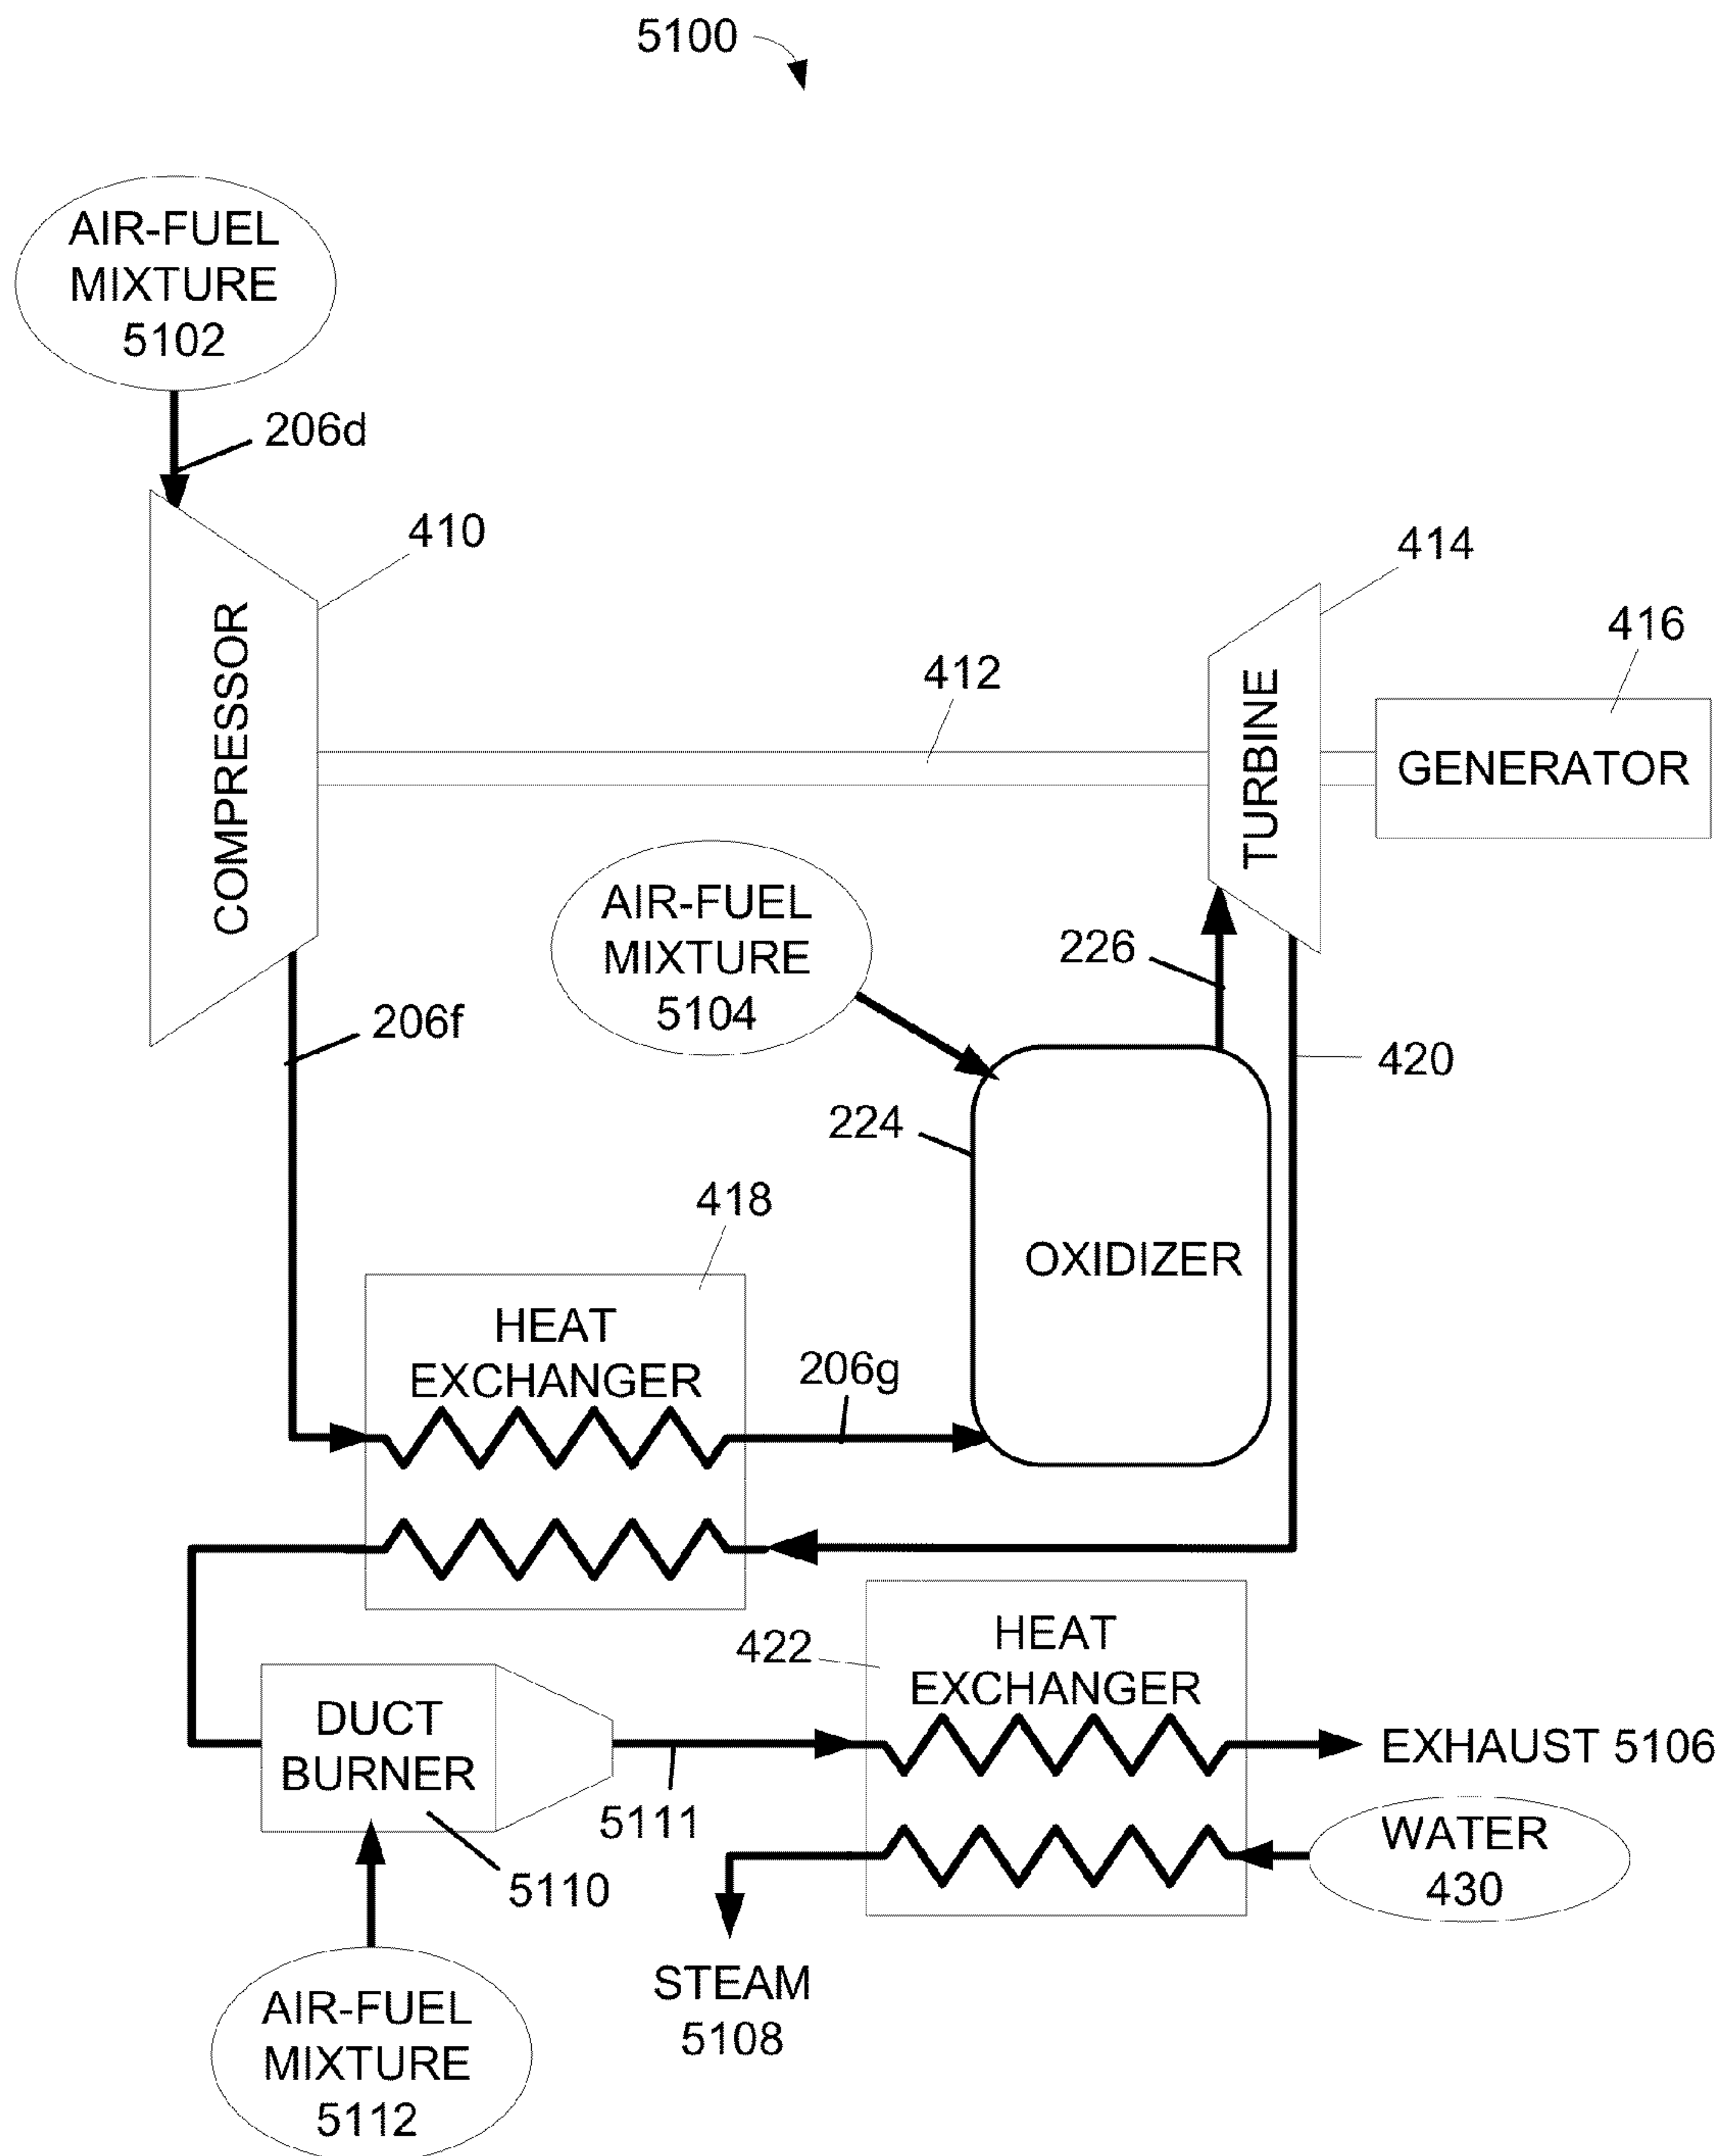 5100
AIR-FUEL
MIXTURE
5102
206d
410
COMPRESSOR
414
416
412
TURBINE
GENERATOR
AIR-FUEL
MIXTURE
5104
226
206f
420
224
418
OXIDIZER
HEAT
EXCHANGER
206g
HEAT
EXCHANGER
422
DUCT
BURNER
EXHAUST 5106
5111
WATER
430
5110
STEAM
5108
AIR-FUEL
MIXTURE
5112